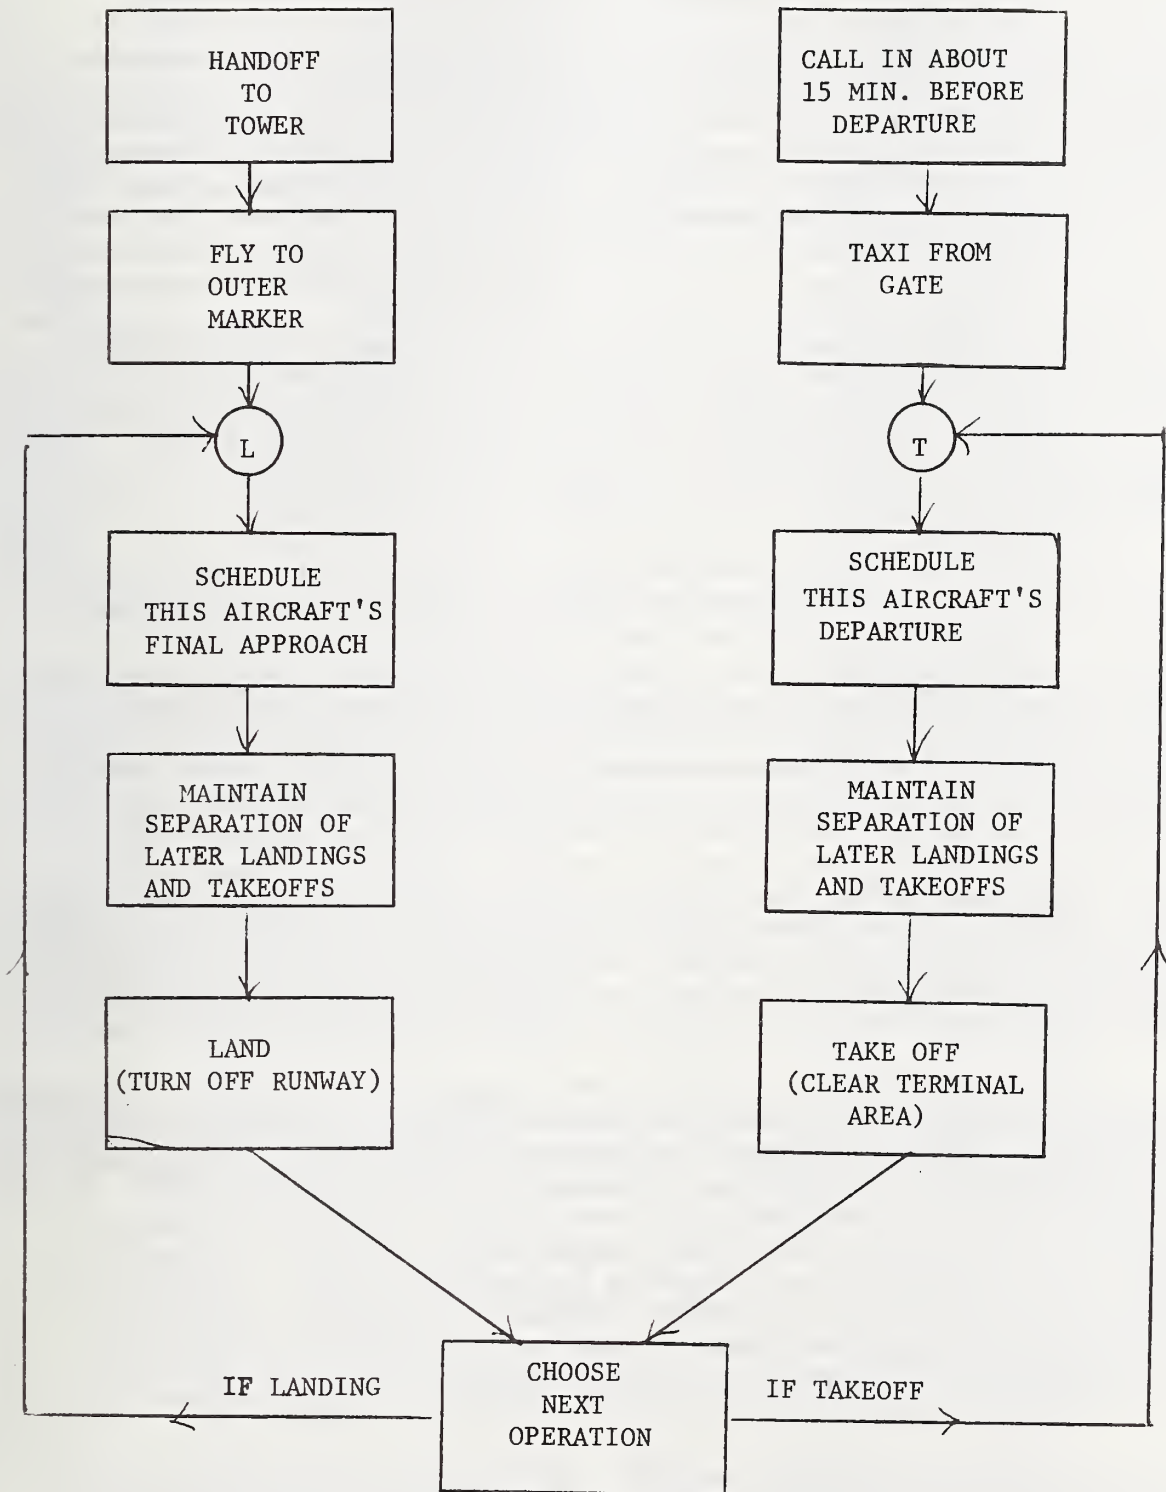 HANDOFF
TO
TOWER
FLY TO
OUTER
MARKER
L
SCHEDULE
THIS AIRCRAFT'S
FINAL APPROACH
MAINTAIN
SEPARATION OF
LATER LANDINGS
AND TAKEOFFS
LAND
(TURN OFF RUNWAY)
CALL IN ABOUT
15 MIN. BEFORE
DEPARTURE
TAXI FROM
GATE
T
SCHEDULE
THIS AIRCRAFT'S
DEPARTURE
MAINTAIN
SEPARATION OF
LATER LANDINGS
AND TAKEOFFS
TAKE OFF
(CLEAR TERMINAL
AREA)
IF LANDING
CHOOSE
NEXT
OPERATION
IF TAKEOFF